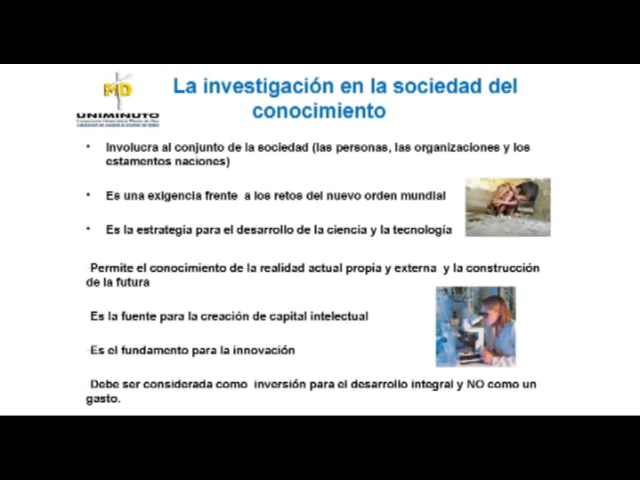 La investigación en la sociedad del
conocimiento
UNIMINUTO
• Involucra al conjunto de la sociedad (las personas, las organizaciones y los
estamentos naciones)
• Es una exigencia frente a los retos del nuevo orden mundial
• Es la estrategia para el desarrollo de la ciencia y la tecnología
Permite el conocimiento de la realidad actual propia y externa y la construcción
de la futura
Es la fuente para la creación de capital intelectual
Es el fundamento para la innovación
Debe ser considerada como inversión para el desarrollo integral y NO como un
gasto.